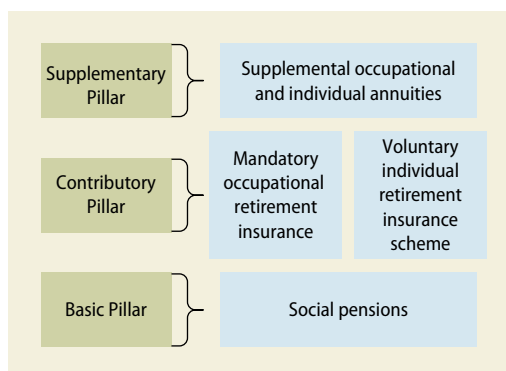 Supplementary
Pillar
Supplemental occupational
and individual annuities
Contributory
Pillar
Mandatory
occupational
retirement
insurance
Voluntary
individual
retirement
insurance
scheme
Basic Pillar
Social pensions